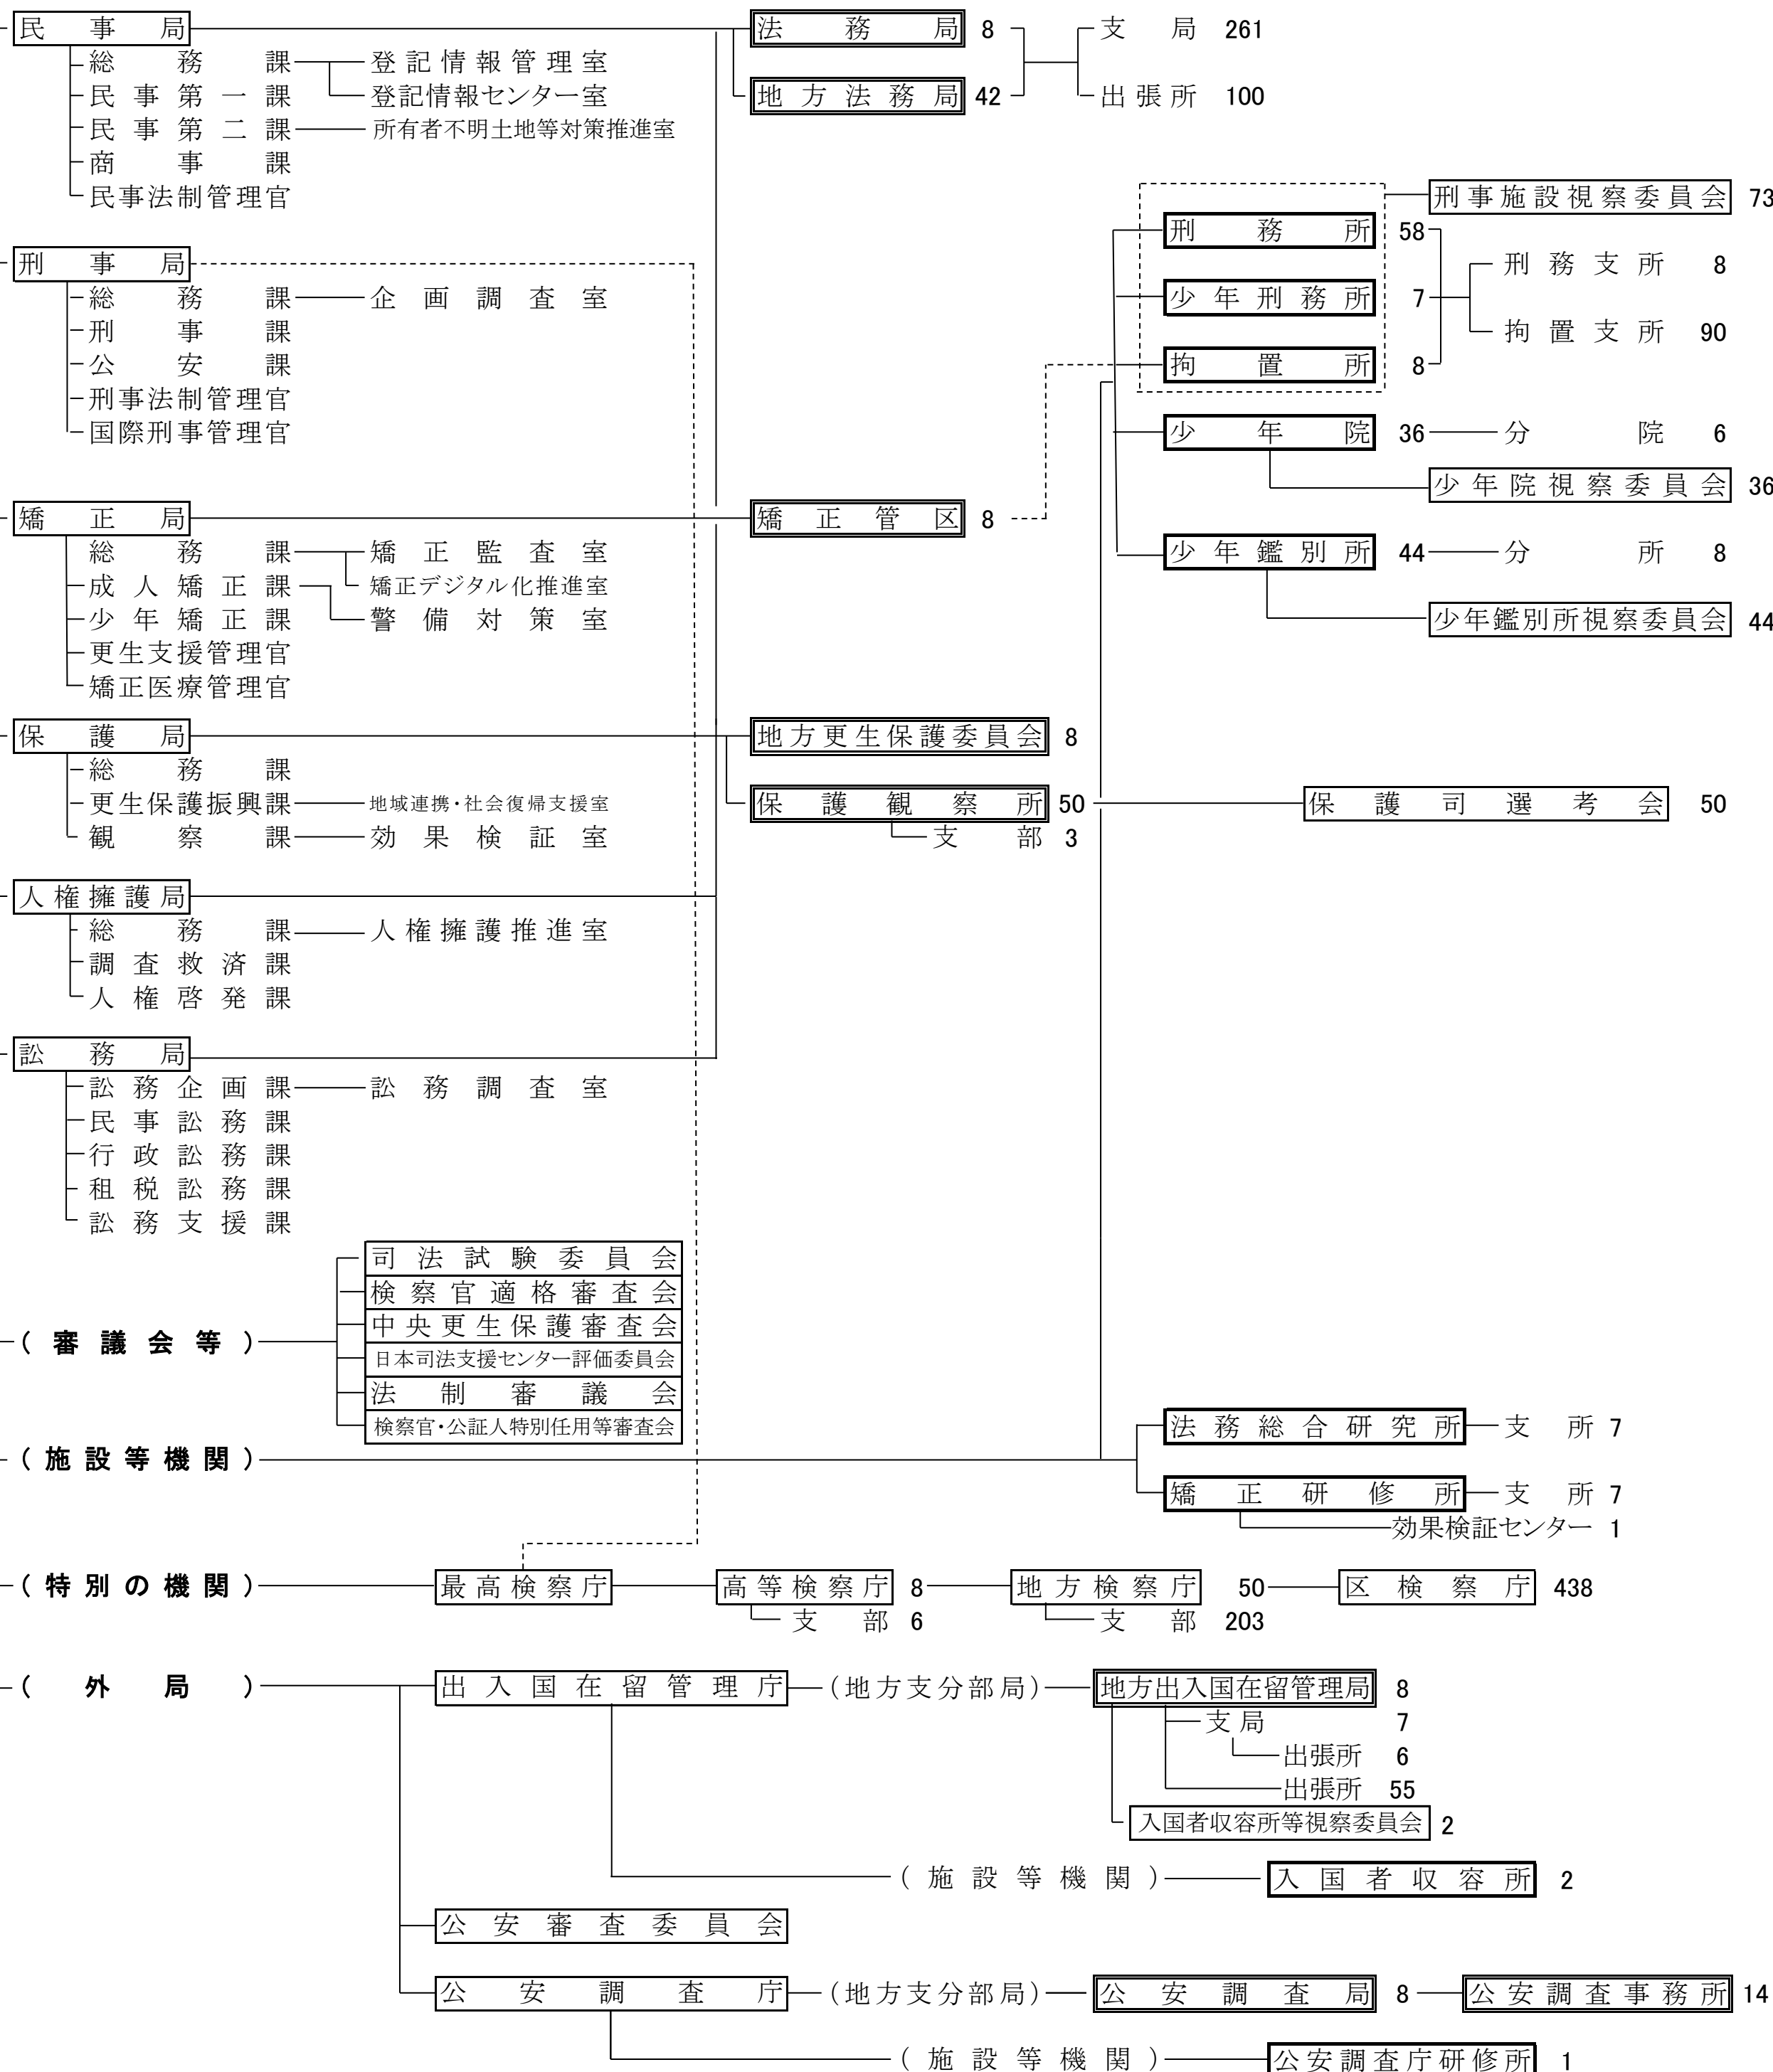 民事局 法務局 8 支局 261
総務課 登記情報管理室
民事第一課 登記情報センター室 地方法務局 42 出張所 100
民事第二課 所有者不明土地等対策推進室
商事課
民事法制管理官
刑事施設視察委員会 73
刑務所 58
刑事局 刑務支所 8
総務課 企画調査室 少年刑務所 7
刑事課 拘置支所 90
公安課 拘置所 8
刑事法制管理官
国際刑事管理官 少年院 36 分院 6
少年院視察委員会 36
矯正局 矯正管区 8
総務課 矯正監査室 少年鑑別所 44 分所 8
成人矯正課 矯正デジタル化推進室
少年矯正課 警備対策室 少年鑑別所視察委員会 44
更生支援管理官
矯正医療管理官
保護局 地方更生保護委員会 8
総務課
更生保護振興課 地域連携・社会復帰支援室 保護観察所 50 保護司選考会 50
観察課 効果検証室 支部 3
人権擁護局
総務課 人権擁護推進室
調査救済課
人権啓発課
訟務局
訟務企画課 訟務調査室
民事訟務課
行政訟務課
租税訟務課
訟務支援課
司法試験委員会
検察官適格審査会
中央更生保護審査会
(審議会等)
日本司法支援センター評価委員会
法制審議会
検察官・公証人特別任用等審査会 法務総合研究所 支所 7
(施設等機関)
矯正研修所 支所 7
効果検証センター 1
(特別の機関) 最高検察庁 高等検察庁 8 地方検察庁 50 区検察庁 438
支部 6 支部 203
(外局) 出入国在留管理庁 (地方支分部局) 地方出入国在留管理局 8
支局 7
出張所 6
出張所 55
入国者収容所等視察委員会 2
(施設等機関) 入国者収容所 2
公安審査委員会
公安調査庁 (地方支分部局) 公安調査局 8 公安調査事務所 14
(施設等機関) 公安調査庁研修所 1